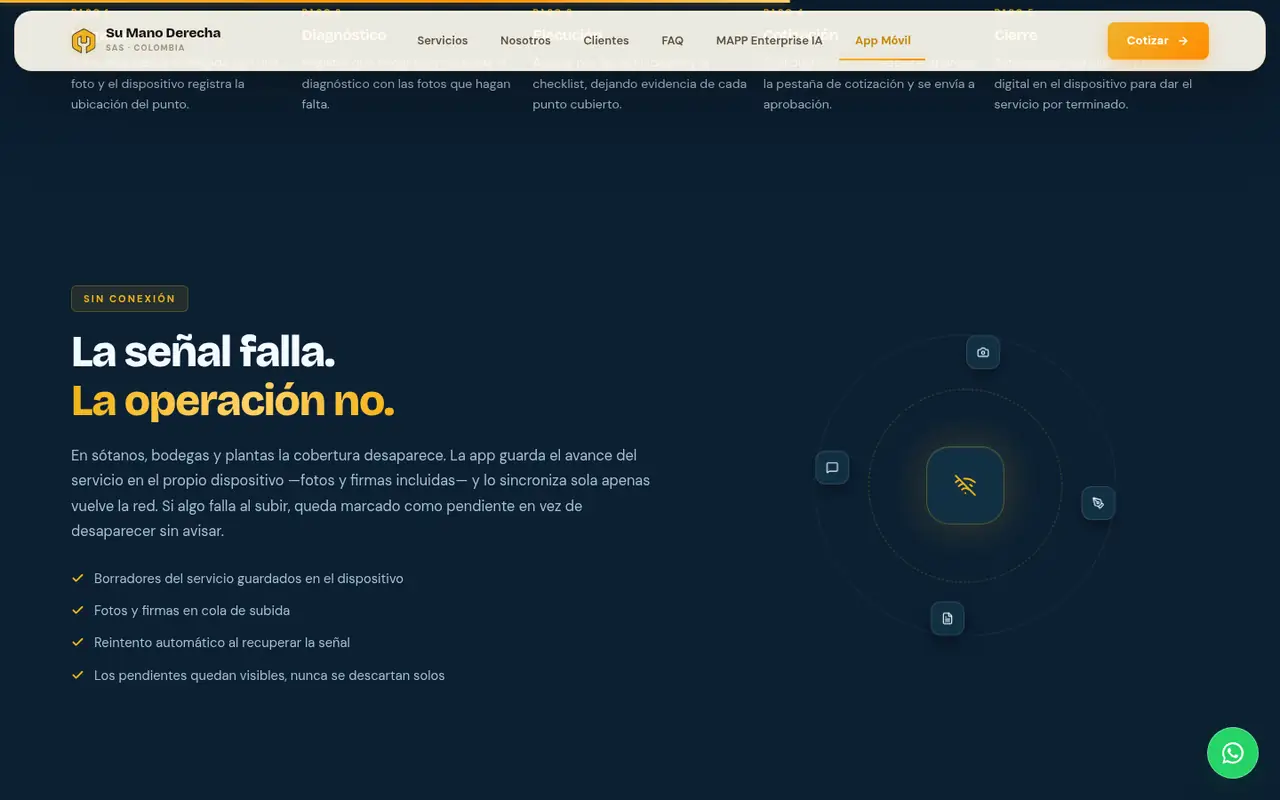 Su Mano Derecha
SAS · COLOMBIA
Servicios
Nosotros
Clientes
FAQ
MAPP Enterprise IA
App Móvil
Cotizar →
Diagnóstico
Ejecución
Cotización
Cierre
foto y el dispositivo registra la
ubicación del punto.
diagnóstico con las fotos que hagan
falta.
checklist, dejando evidencia de cada
punto cubierto.
la pestaña de cotización y se envía a
aprobación.
digital en el dispositivo para dar el
servicio por terminado.
SIN CONEXIÓN
La señal falla.
La operación no.
En sótanos, bodegas y plantas la cobertura desaparece. La app guarda el avance del
servicio en el propio dispositivo —fotos y firmas incluidas— y lo sincroniza sola apenas
vuelve la red. Si algo falla al subir, queda marcado como pendiente en vez de
desaparecer sin avisar.
Borradores del servicio guardados en el dispositivo
Fotos y firmas en cola de subida
Reintento automático al recuperar la señal
Los pendientes quedan visibles, nunca se descartan solos